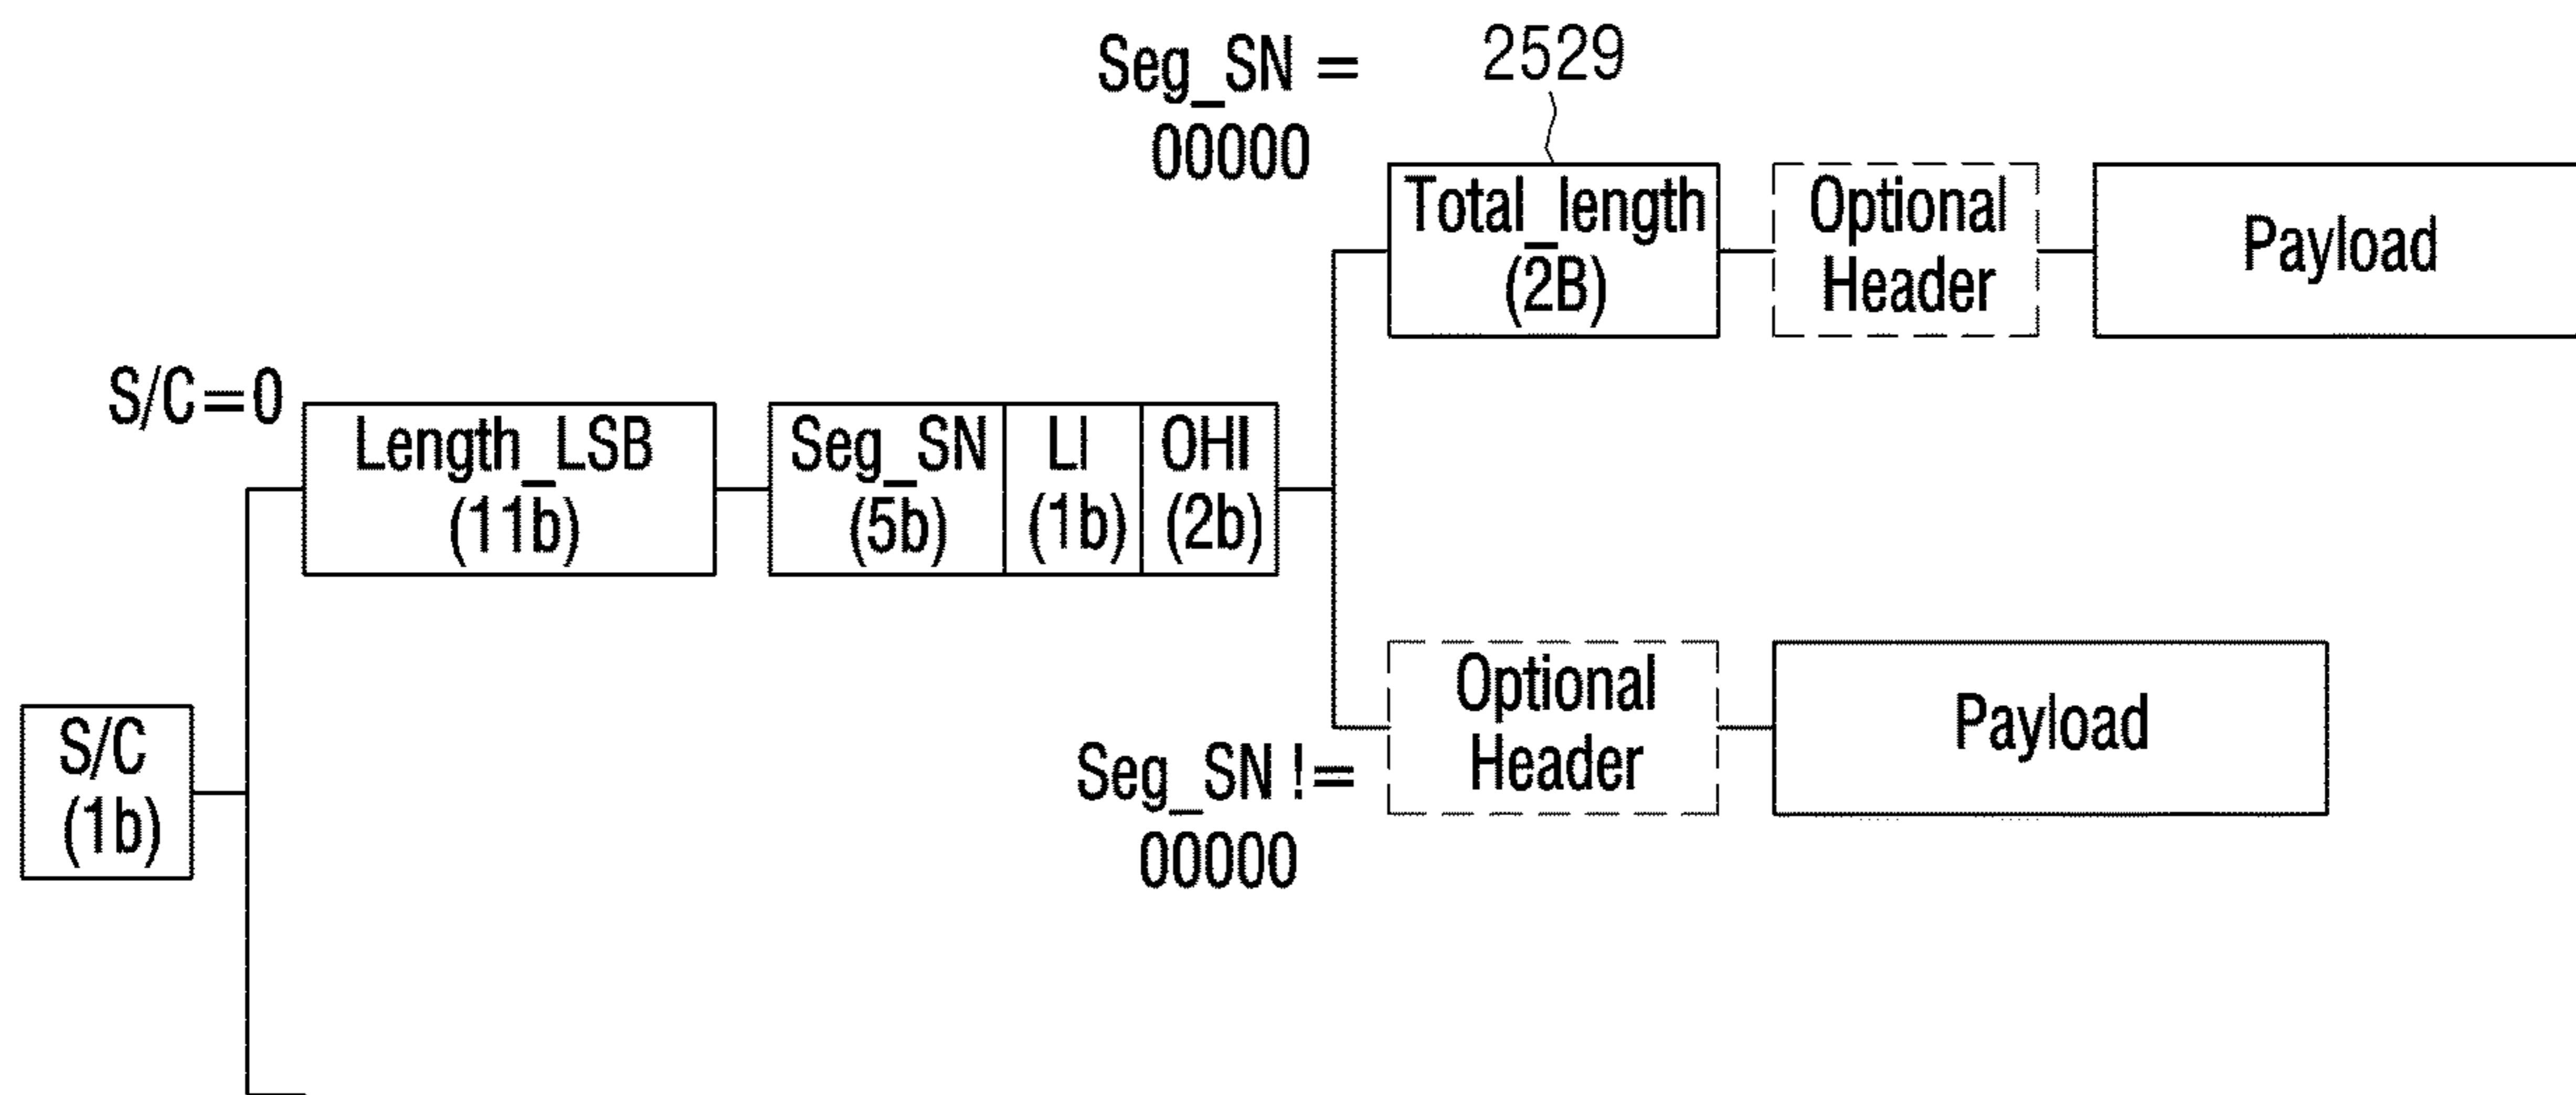 Seg_SN =
00000
2529
Total_length
(2B)
Optional
Header
Payload
S/C=0
Length_LSB
(11b)
Seg_SN
(5b)
LI
(1b)
OHI
(2b)
S/C
(1b)
Seg_SN !=
00000
Optional
Header
Payload